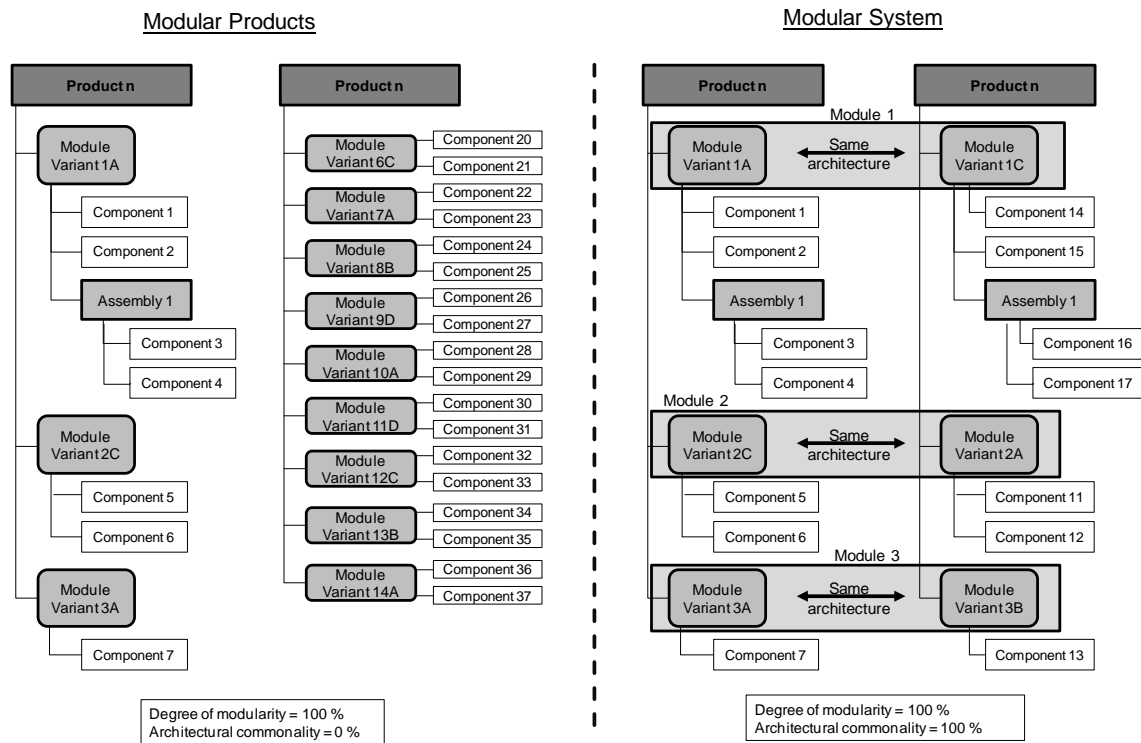 Modular Products
Modular System
Product n
Product n
Module
Variant 1A
Component 1
Component 2
Assembly 1
Component 3
Component 4
Module
Variant 2C
Component 5
Component 6
Module
Variant 3A
Component 7
Module
Variant 6C
Component 20
Component 21
Module
Variant 7A
Component 22
Component 23
Module
Variant 8B
Component 24
Component 25
Module
Variant 9D
Component 26
Component 27
Module
Variant 10A
Component 28
Component 29
Module
Variant 11D
Component 30
Component 31
Module
Variant 12C
Component 32
Component 33
Module
Variant 13B
Component 34
Component 35
Module
Variant 14A
Component 36
Component 37
Degree of modularity = 100 %
Architectural commonality = 0 %
Product n
Product n
Module 1
Module
Variant 1A
Same
architecture
Module
Variant 1C
Component 1
Component 2
Assembly 1
Component 3
Component 4
Component 14
Component 15
Assembly 1
Component 16
Component 17
Module 2
Module
Variant 2C
Same
architecture
Module
Variant 2A
Component 5
Component 6
Component 11
Component 12
Module 3
Module
Variant 3A
Same
architecture
Module
Variant 3B
Component 7
Component 13
Degree of modularity = 100 %
Architectural commonality = 100 %